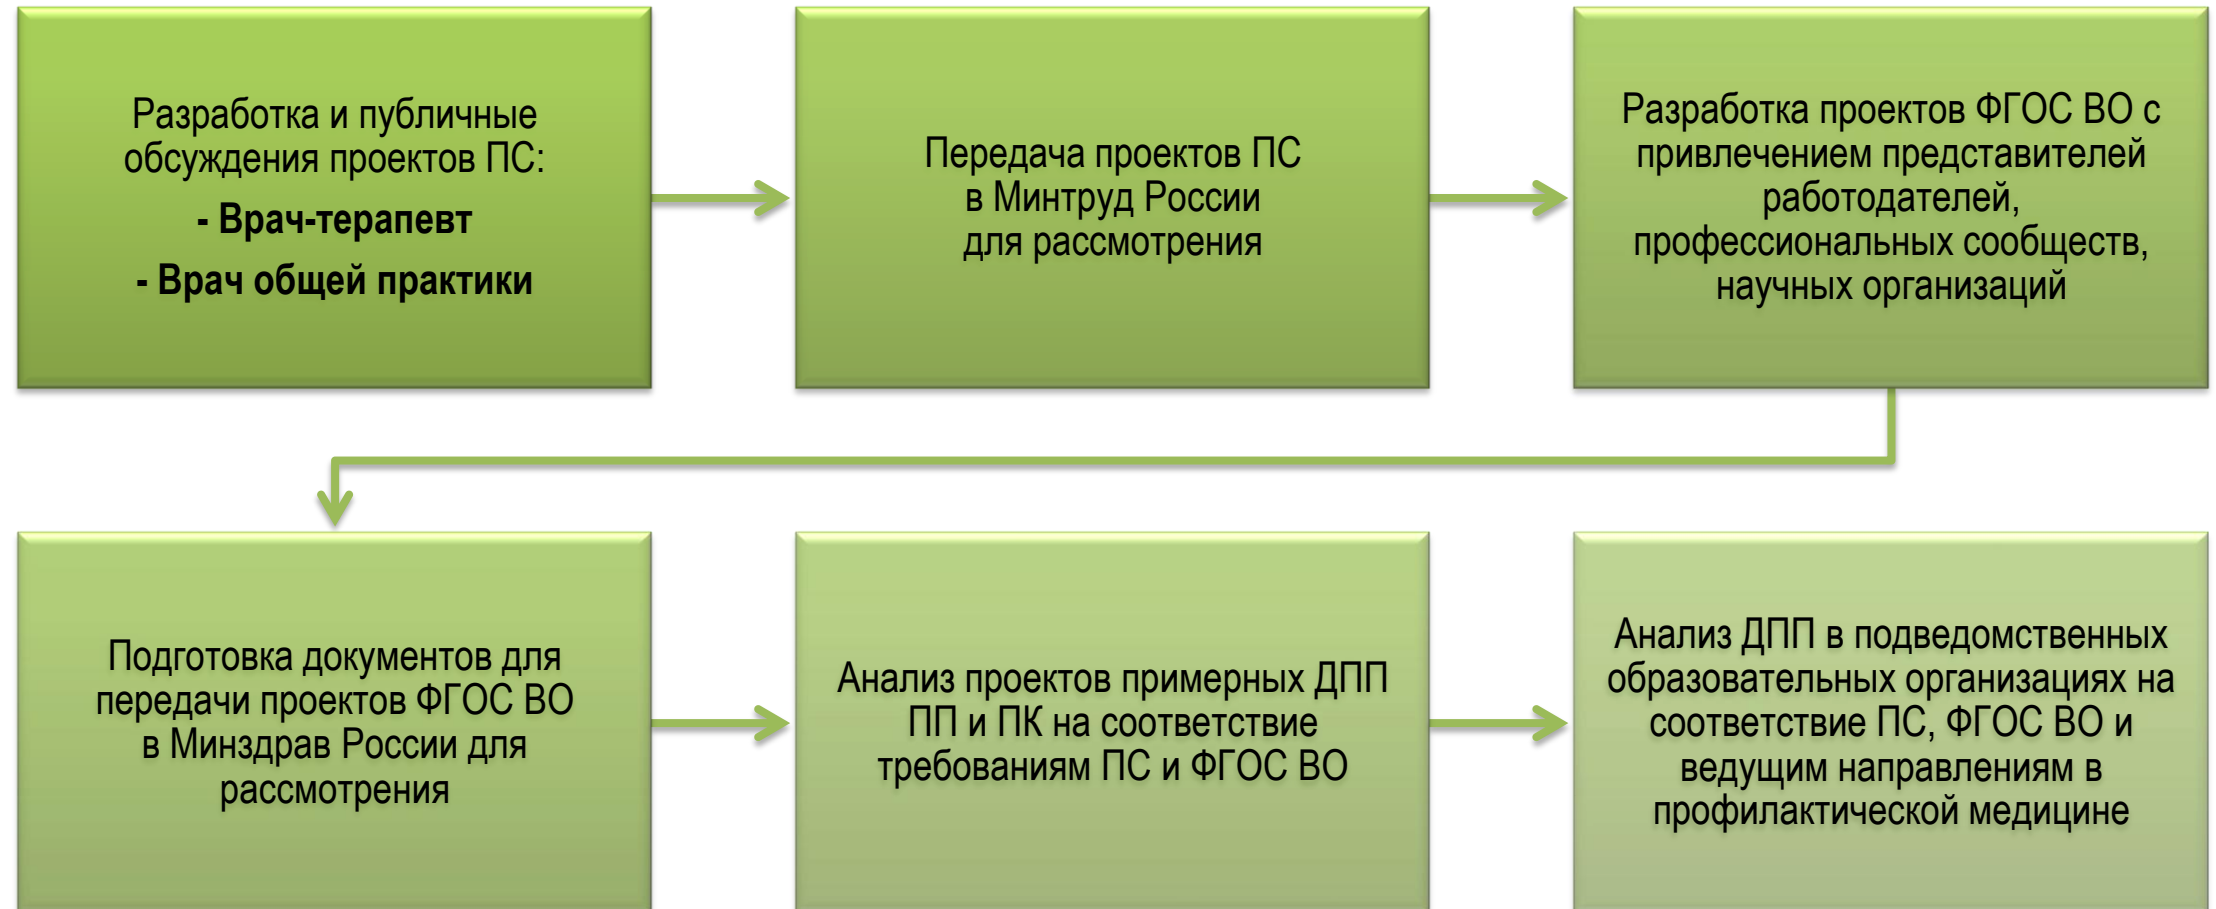 Разработка и публичные
обсуждения проектов ПС:
- Врач-терапевт
- Врач общей практики
Передача проектов ПС
в Минтруд России
для рассмотрения
Разработка проектов ФГОС ВО с
привлечением представителей
работодателей,
профессиональных сообществ,
научных организаций
Подготовка документов для
передачи проектов ФГОС ВО
в Минздрав России для
рассмотрения
Анализ проектов примерных ДПП
ПП и ПК на соответствие
требованиям ПС и ФГОС ВО
Анализ ДПП в подведомственных
образовательных организациях на
соответствие ПС, ФГОС ВО и
ведущим направлениям в
профилактической медицине